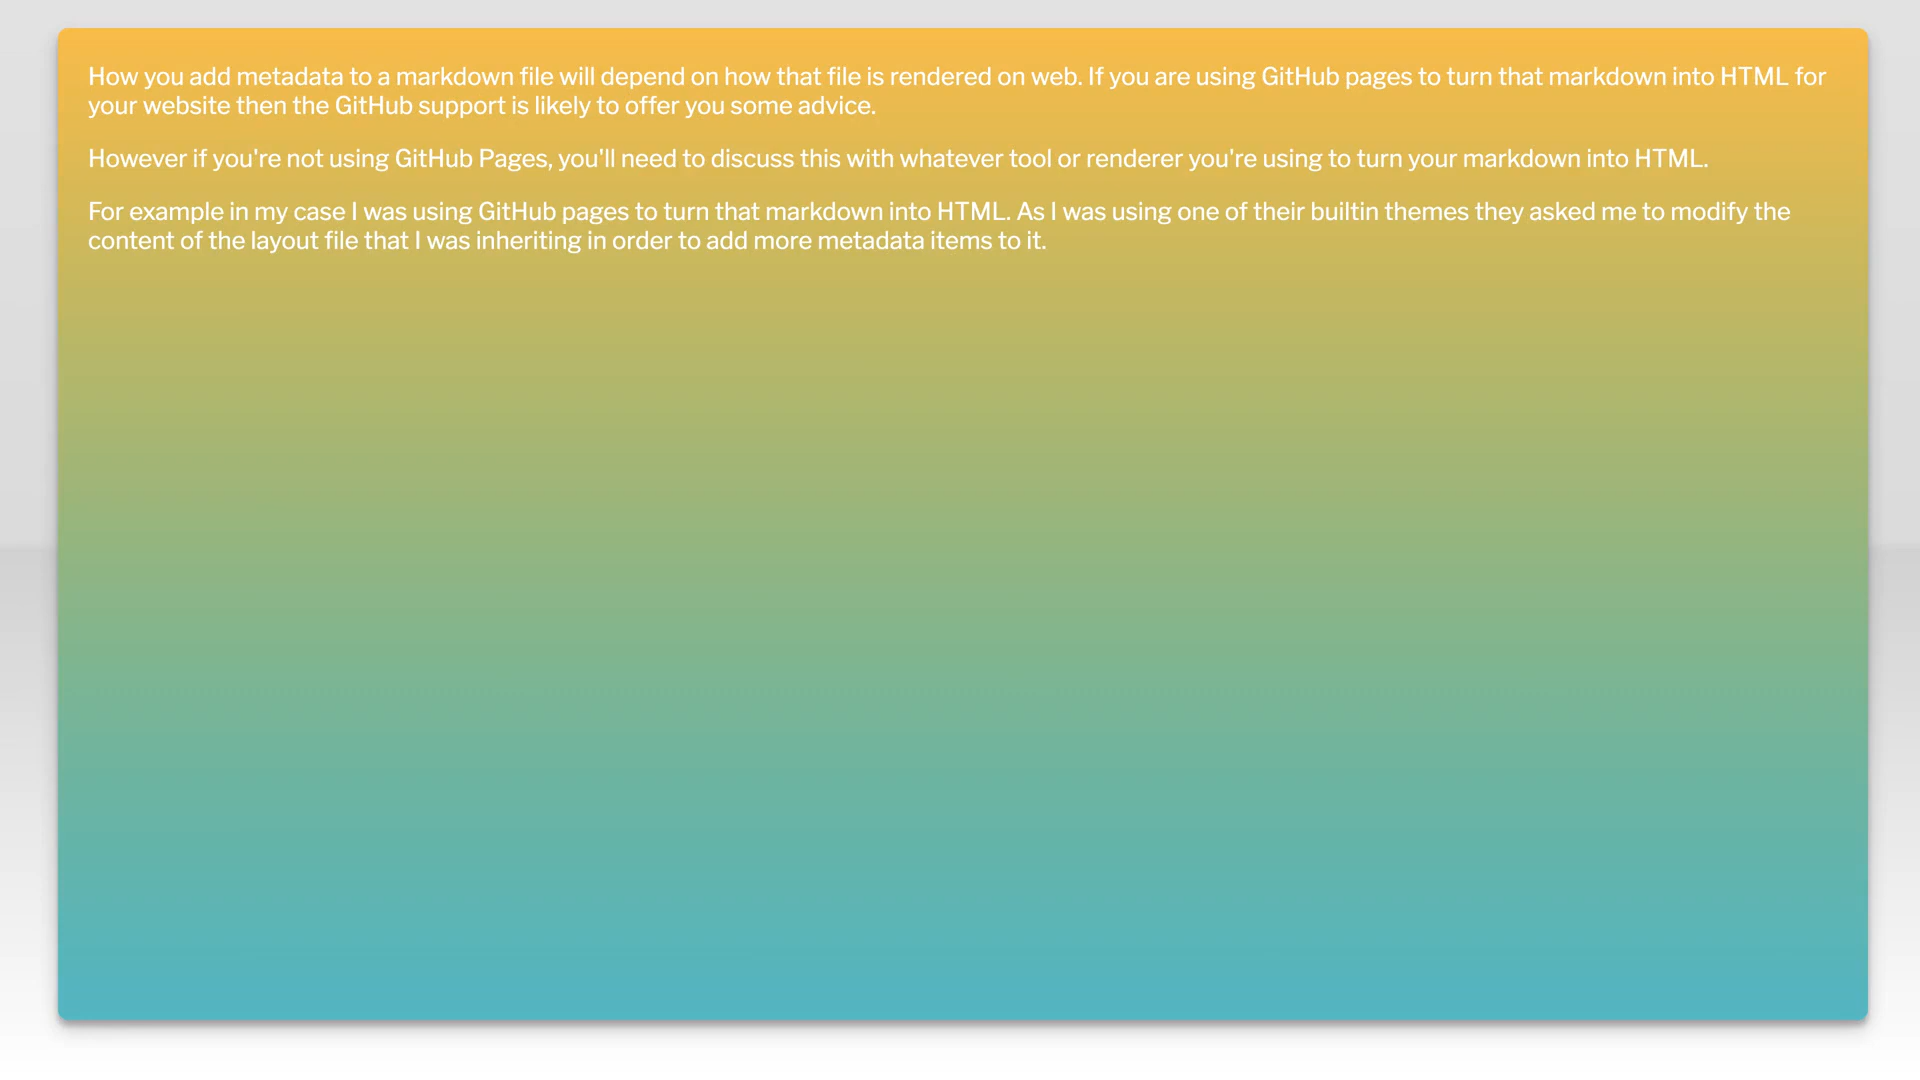 How you add metadata to a markdown file will depend on how that file is rendered on web. If you are using GitHub pages to turn that markdown into HTML for
your website then the GitHub support is likely to offer you some advice.
However if you're not using GitHub Pages, you'll need to discuss this with whatever tool or renderer you're using to turn your markdown into HTML.
For example in my case I was using GitHub pages to turn that markdown into HTML. As I was using one of their builtin themes they asked me to modify the
content of the layout file that I was inheriting in order to add more metadata items to it.